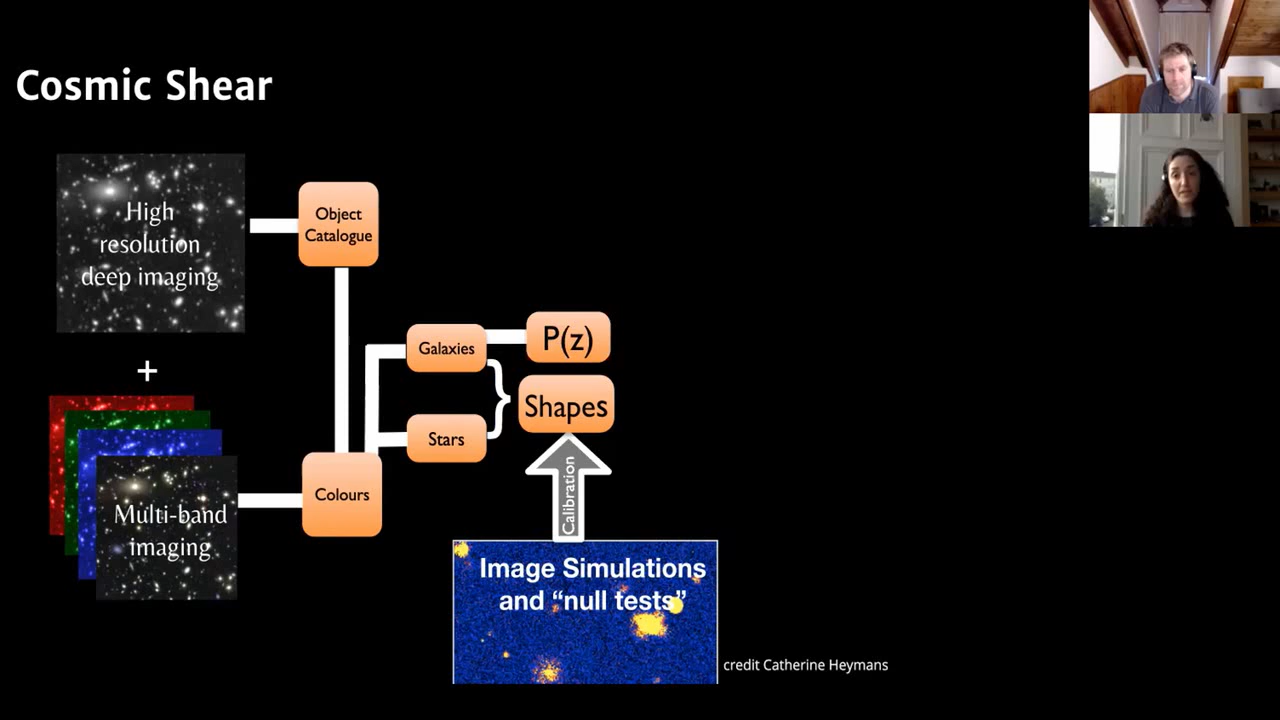 Cosmic Shear
High
resolution
deep imaging
+
Multi-band
imaging
Object
Catalogue
Colours
Galaxies
Stars
P(z)
}
Shapes
Calibration
Image Simulations
and “null tests”
credit Catherine Heymans